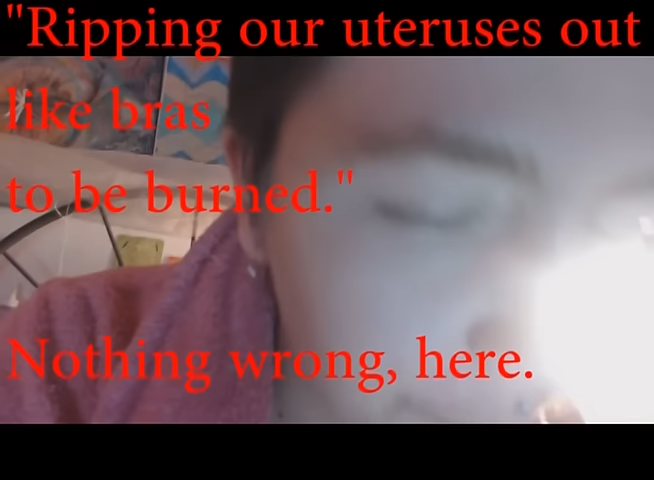 "Ripping our uteruses out
like bras
to be burned."
Nothing wrong, here.